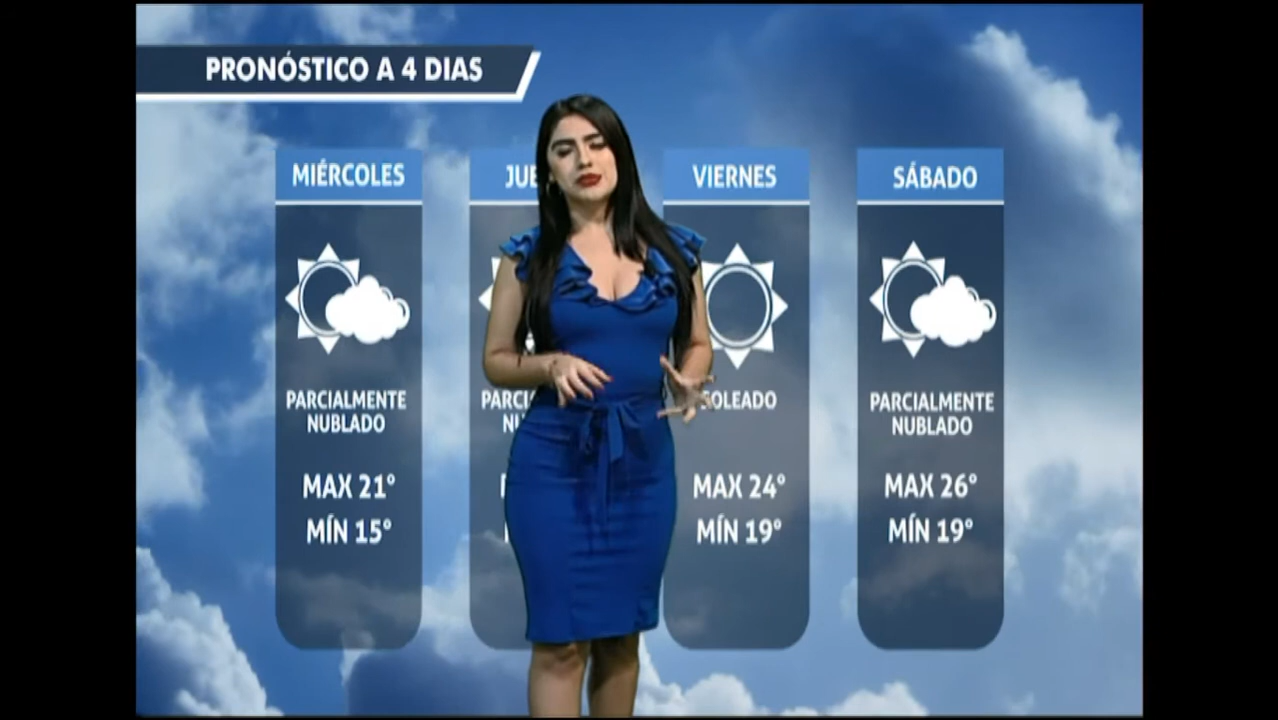 PRONÓSTICO A 4 DIAS
MIÉRCOLES
PARCIALMENTE
NUBLADO
MAX 21°
MÍN 15°
VIERNES
SOLEADO
MAX 24°
MÍN 19°
SÁBADO
PARCIALMENTE
NUBLADO
MAX 26°
MÍN 19°